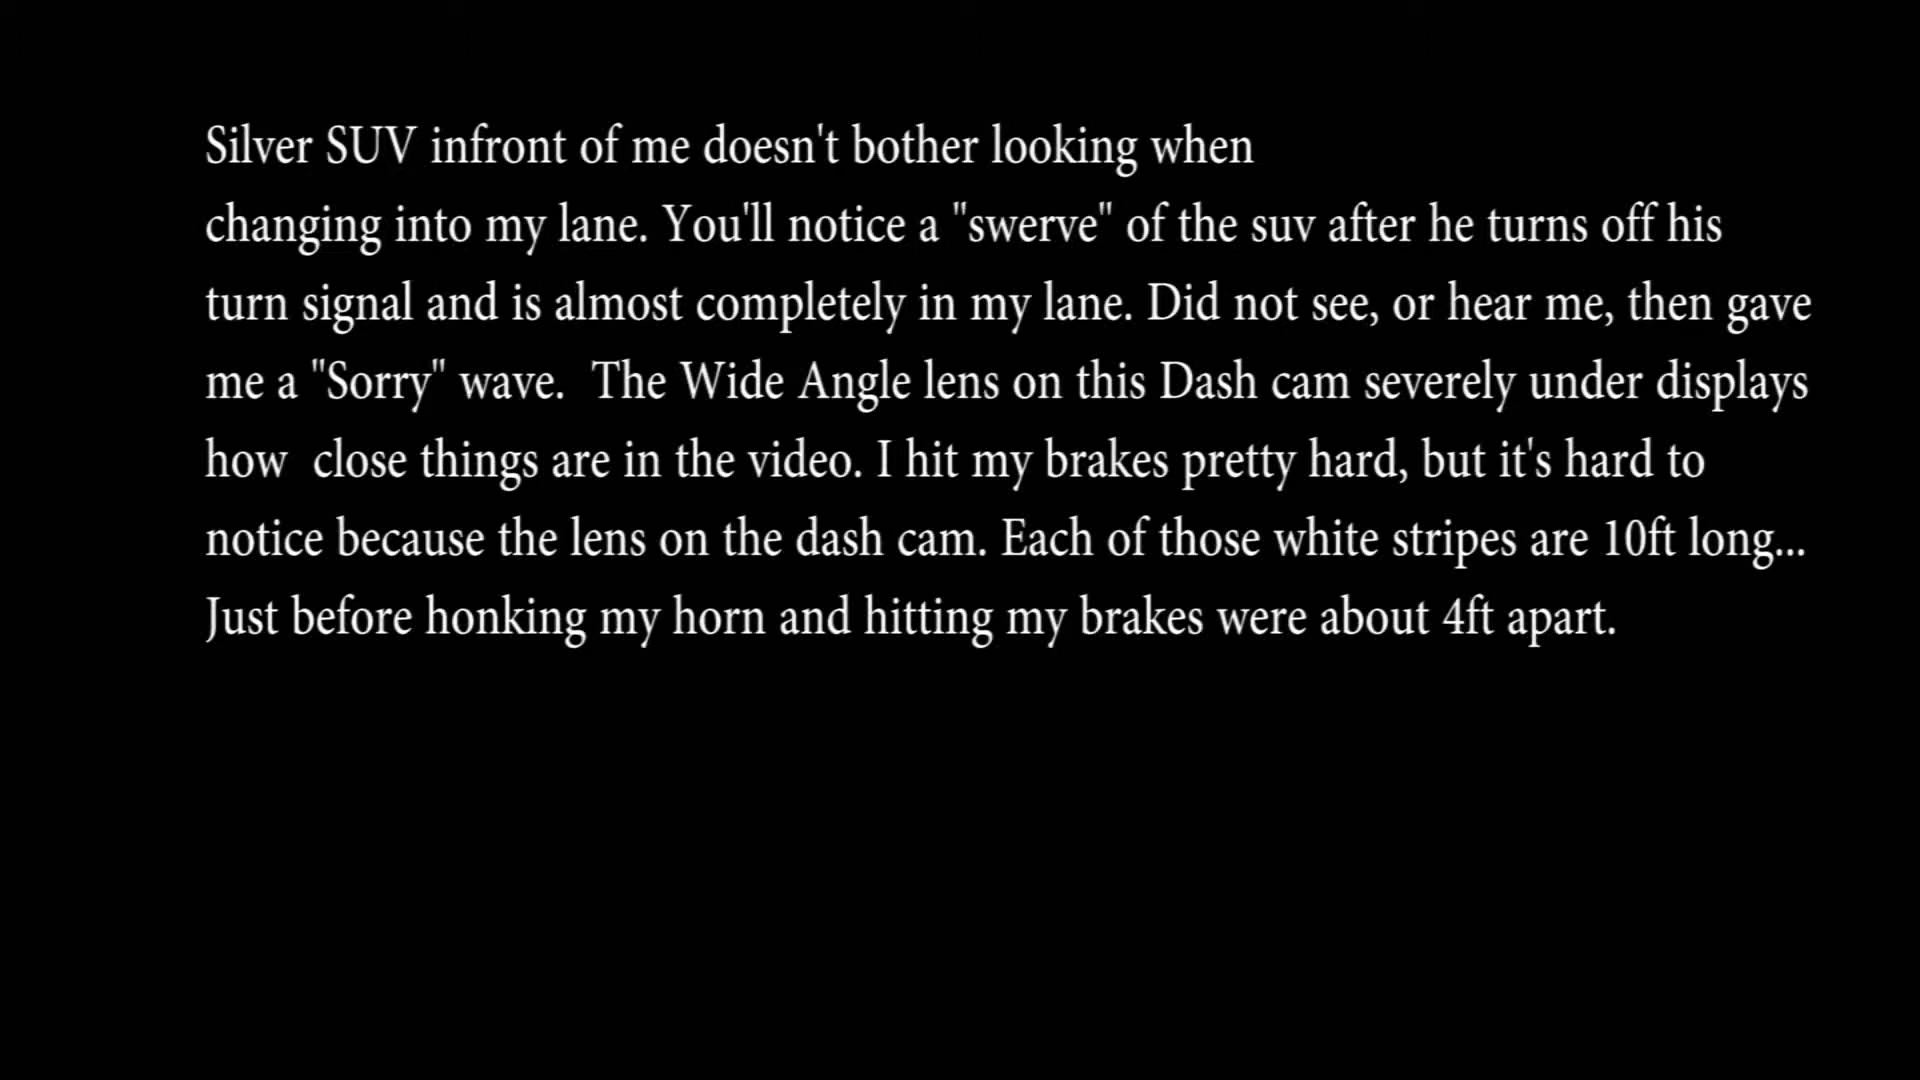 Silver SUV infront of me doesn't bother looking when
changing into my lane. You'll notice a "swerve" of the suv after he turns off his
turn signal and is almost completely in my lane. Did not see, or hear me, then gave
me a "Sorry" wave.  The Wide Angle lens on this Dash cam severely under displays
how  close things are in the video. I hit my brakes pretty hard, but it's hard to
notice because the lens on the dash cam. Each of those white stripes are 10ft long...
Just before honking my horn and hitting my brakes were about 4ft apart.